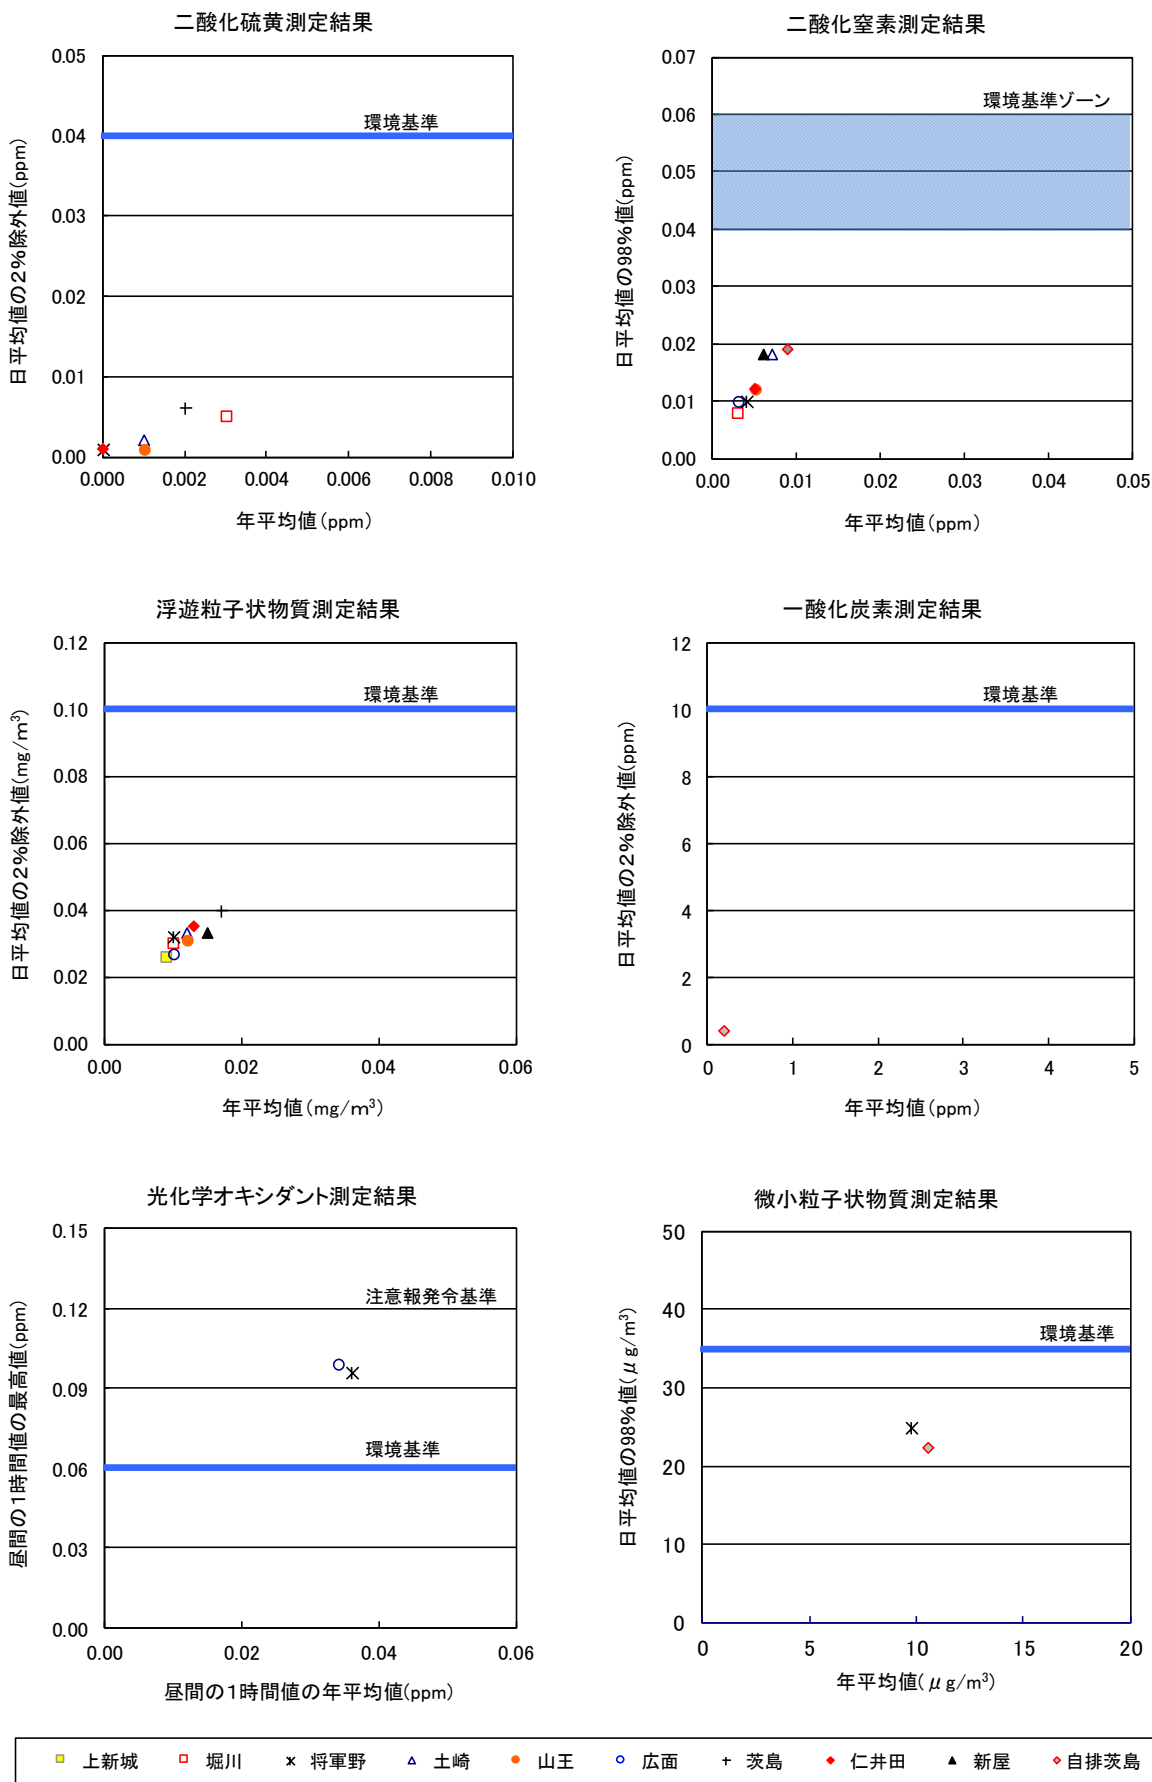 二酸化硫黄測定結果
0.05
0.04
0.03
0.02
0.01
0.00
環境基準
日平均値の2%除外値(ppm)
0.000 0.002 0.004 0.006 0.008 0.010
年平均値(ppm)
二酸化窒素測定結果
0.07
0.06
0.05
0.04
0.03
0.02
0.01
0.00
環境基準ゾーン
日平均値の98%値(ppm)
0.00 0.01 0.02 0.03 0.04 0.05
年平均値(ppm)
浮遊粒子状物質測定結果
0.12
0.10
0.08
0.06
0.04
0.02
0.00
環境基準
日平均値の2%除外値(mg/m³)
0.00 0.02 0.04 0.06
年平均値(mg/m³)
一酸化炭素測定結果
12
10
8
6
4
2
0
環境基準
日平均値の2%除外値(ppm)
0 1 2 3 4 5
年平均値(ppm)
光化学オキシダント測定結果
0.15
0.12
0.09
0.06
0.03
0.00
注意報発令基準
環境基準
昼間の1時間値の最高値(ppm)
0.00 0.02 0.04 0.06
昼間の1時間値の年平均値(ppm)
微小粒子状物質測定結果
50
40
30
20
10
0
環境基準
日平均値の98%値(μg/m³)
0 5 10 15 20
年平均値(μg/m³)
上新城 堀川 将軍野 土崎 山王 広面 茨島 仁井田 新屋 自排茨島